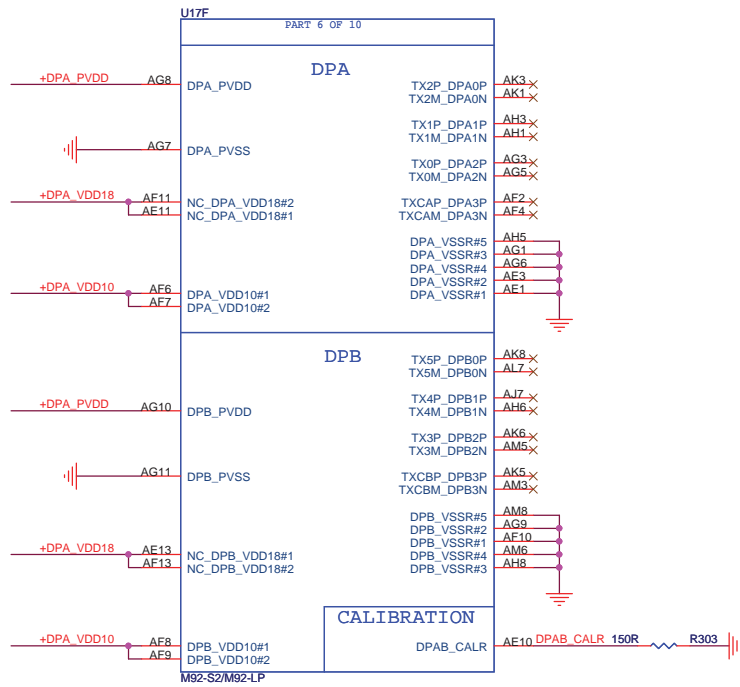 U17F
PART 6 OF 10
DPA
+DPA_PVDD AG8 DPA_PVDD TX2P_DPA0P AK3
TX2M_DPA0N AK1
TX1P_DPA1P AH3
TX1M_DPA1N AH1
AG7 DPA_PVSS
TX0P_DPA2P AG3
TX0M_DPA2N AG5
+DPA_VDD18 AF11 NC_DPA_VDD18#2 TXCAP_DPA3P AF2
AE11 NC_DPA_VDD18#1 TXCAM_DPA3N AF4
DPA_VSSR#5 AH5
DPA_VSSR#3 AG1
DPA_VSSR#4 AG6
DPA_VSSR#2 AE3
+DPA_VDD10 AF6 DPA_VDD10#1 DPA_VSSR#1 AE1
AF7 DPA_VDD10#2
DPB
TX5P_DPB0P AK8
TX5M_DPB0N AL7
TX4P_DPB1P AJ7
+DPA_PVDD AG10 DPB_PVDD TX4M_DPB1N AH6
TX3P_DPB2P AK6
TX3M_DPB2N AM5
AG11 DPB_PVSS TXCBP_DPB3P AK5
TXCBM_DPB3N AM3
DPB_VSSR#5 AM8
DPB_VSSR#2 AG9
DPB_VSSR#1 AF10
+DPA_VDD18 AE13 NC_DPB_VDD18#1 DPB_VSSR#4 AM6
AF13 NC_DPB_VDD18#2 DPB_VSSR#3 AH8
CALIBRATION
+DPA_VDD10 AF8 DPB_VDD10#1 DPAB_CALR AE10 DPAB_CALR 150R R303
AF9 DPB_VDD10#2
M92-S2/M92-LP